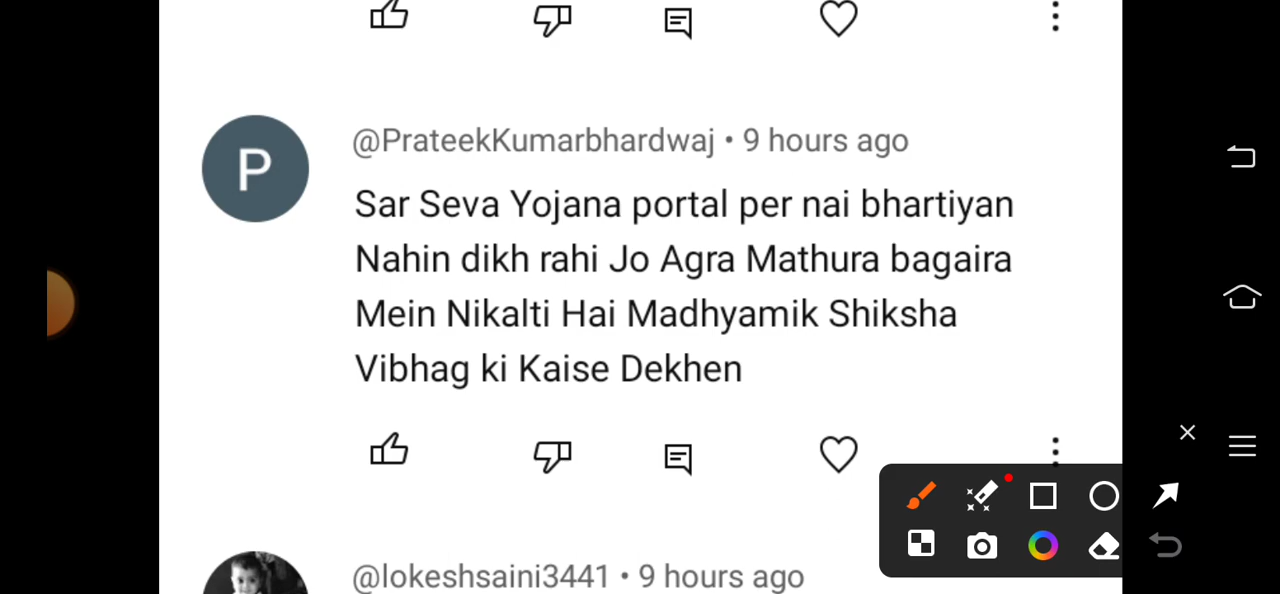 @PrateekKumarbhardwaj • 9 hours ago
P
Sar Seva Yojana portal per nai bhartiyan
Nahin dikh rahi Jo Agra Mathura bagaira
Mein Nikalti Hai Madhyamik Shiksha
Vibhag ki Kaise Dekhen
@lokeshsaini3441 • 9 hours ago